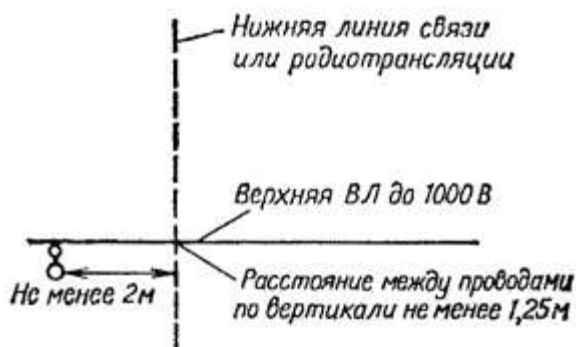 Нижняя линия связи
или радиотрансляции
Верхняя ВЛ до 1000 В
Не менее 2м
Расстояние между проводами
по вертикали не менее 1,25м